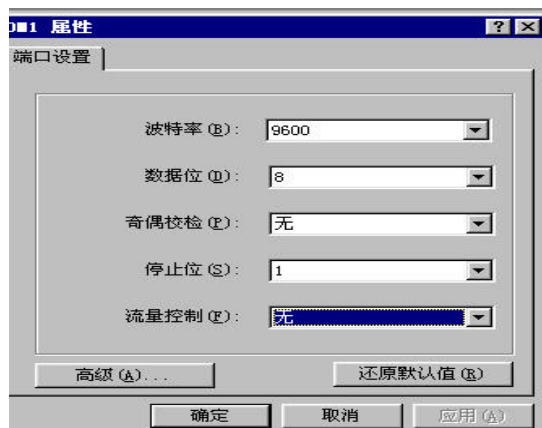 OM1 属性
端口设置
波特率(B): 9600
数据位(D): 8
奇偶校检(P): 无
停止位(S): 1
流量控制(F): 无
高级(A)... 还原默认值(R)
确定 取消 应用(A)